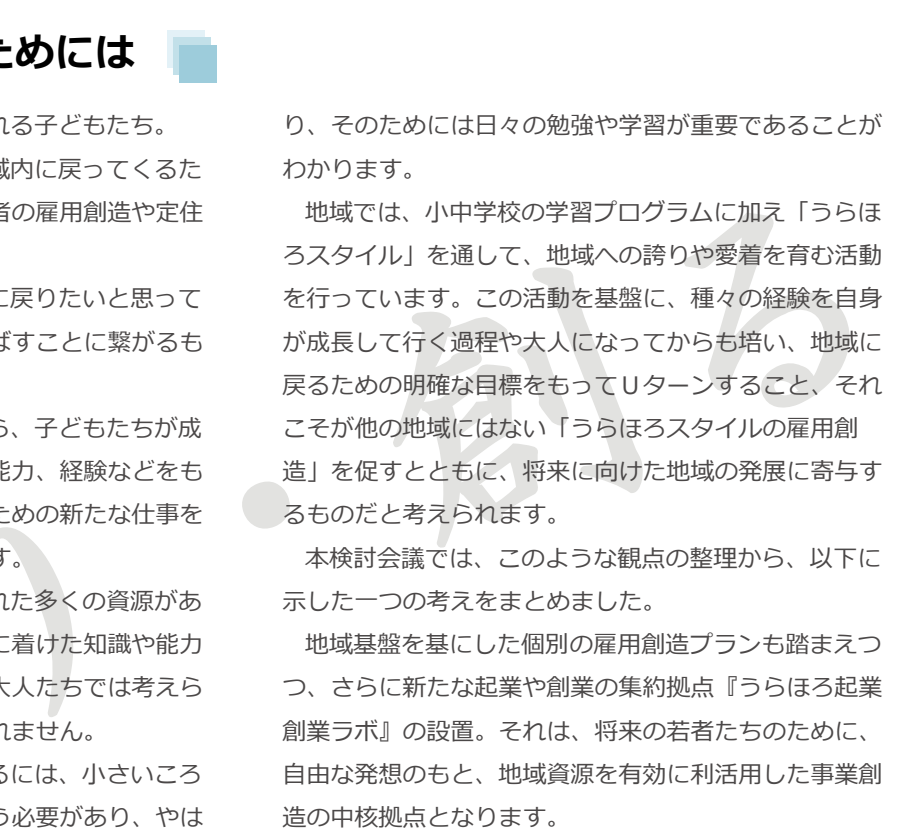 ためには
れる子どもたち。
域内に戻ってくるた
者の雇用創造や定住
に戻りたいと思って
ばすことに繋がるも
ら、子どもたちが成
能力、経験などをも
ための新たな仕事を
す。
れた多くの資源があ
に着けた知識や能力
大人たちでは考えら
れません。
るには、小さいころ
う必要があり、やは
り、そのためには日々の勉強や学習が重要であることが
わかります。
　地域では、小中学校の学習プログラムに加え「うらほ
ろスタイル」を通して、地域への誇りや愛着を育む活動
を行っています。この活動を基盤に、種々の経験を自身
が成長して行く過程や大人になってからも培い、地域に
戻るための明確な目標をもってUターンすること、それ
こそが他の地域にはない「うらほろスタイルの雇用創
造」を促すとともに、将来に向けた地域の発展に寄与す
るものだと考えられます。
　本検討会議では、このような観点の整理から、以下に
示した一つの考えをまとめました。
　地域基盤を基にした個別の雇用創造プランも踏まえつ
つ、さらに新たな起業や創業の集約拠点『うらほろ起業
創業ラボ』の設置。それは、将来の若者たちのために、
自由な発想のもと、地域資源を有効に利活用した事業創
造の中核拠点となります。
・創る